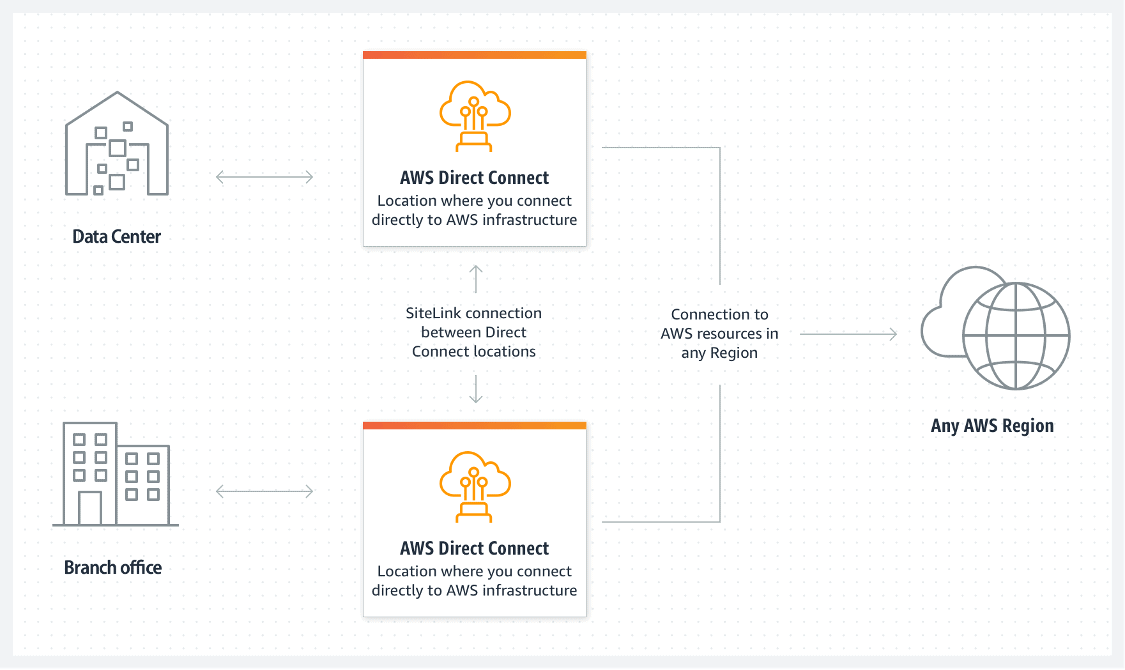 AWS Direct Connect
Location where you connect
directly to AWS infrastructure
Data Center
SiteLink connection
between Direct
Connect locations
Connection to
AWS resources in
any Region
Any AWS Region
AWS Direct Connect
Location where you connect
directly to AWS infrastructure
Branch office